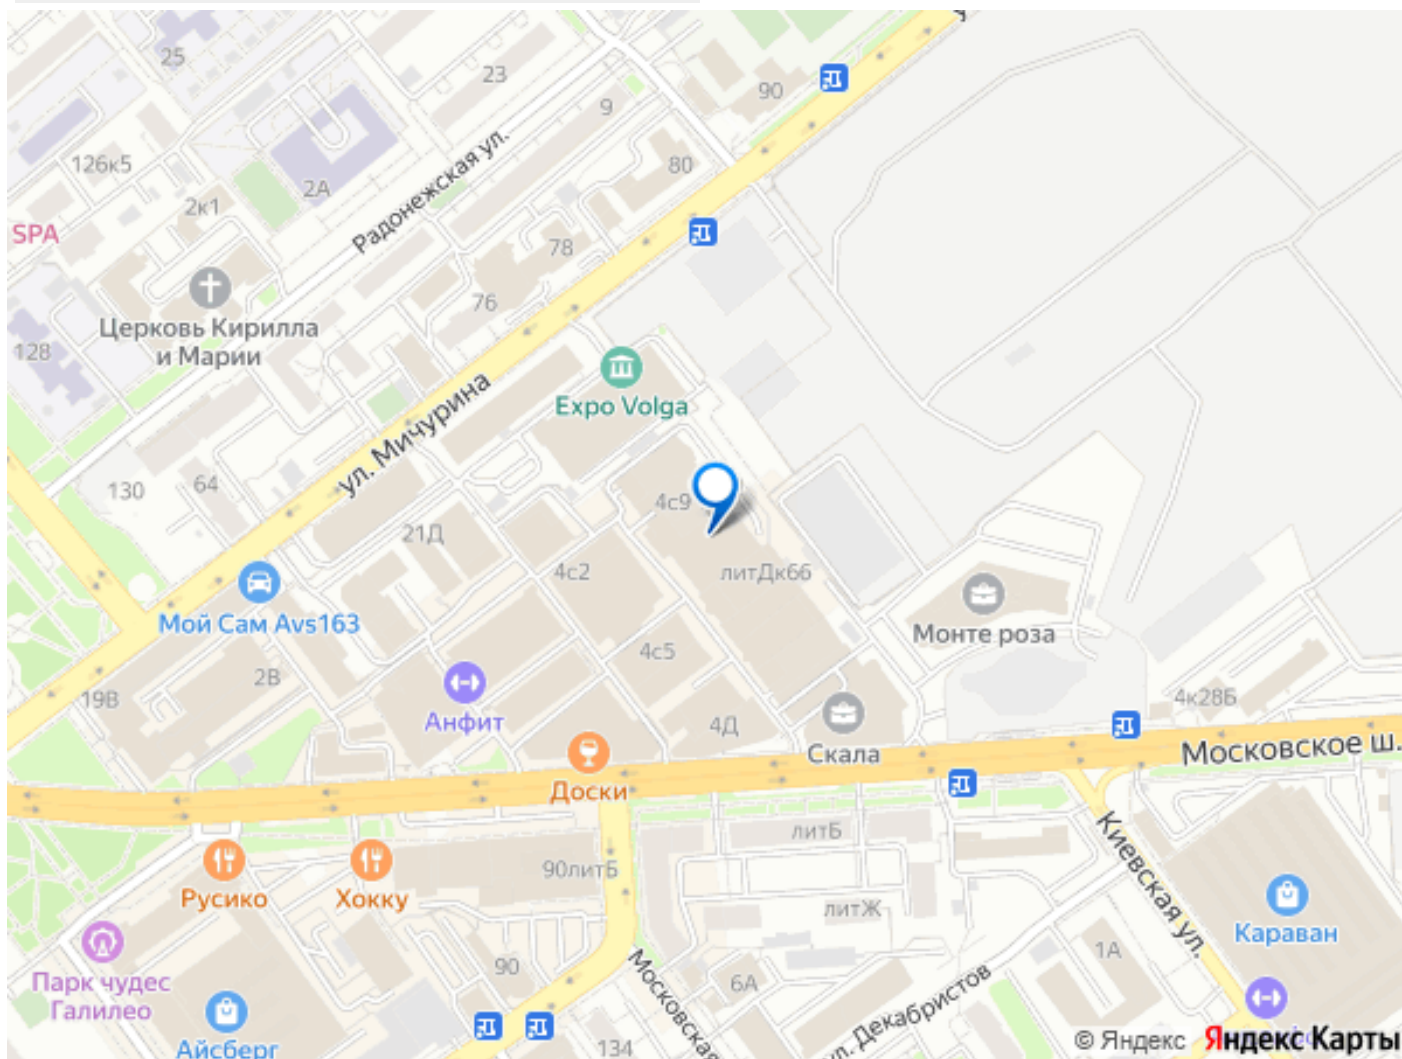 25
23
9
90
126к5
2А
2к1
Радонежская ул.
80
SPA
78
76
Церковь Кирилла
и Марии
128
Expo Volga
ул. Мичурина
130
64
4с9
21Д
4с2
литДк66
Мой Сам Avs163
Монте роза
4с5
2В
19В
Анфит
4Д
4к28Б
Скала
Московское ш.
Доски
литБ
90литБ
Киевская ул.
Русико
Хокку
литЖ
Караван
1А
90
6А
Парк чудес
Галилео
Московская
ул. Декабристов
Айсберг
134
© Яндекс Яндекс Карты